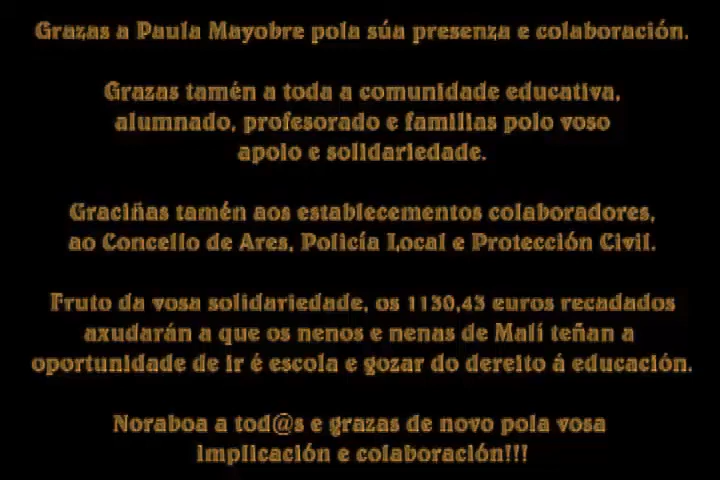 Grazas a Paula Mayobre pola súa presenza e colaboración.
Grazas tamén a toda a comunidade educativa,
alumnado, profesorado e familias polo voso
apoio e solidariedade.
Graciñas tamén aos establecementos colaboradores,
ao Concello de Ares, Policía Local e Protección Civil.
Fruto da vosa solidariedade, os 1130,43 euros recadados
axudarán a que os nenos e nenas de Malí teñan a
oportunidade de ir é escola e gozar do dereito á educación.
Noraboa a tod@s e grazas de novo pola vosa
implicación e colaboración!!!